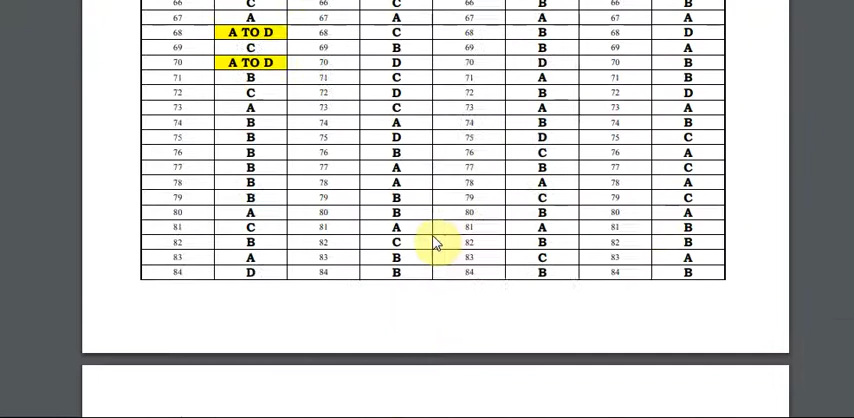 66 C 66 C 66 B 66 B
67 A 67 A 67 A 67 A
68 A TO D 68 C 68 B 68 D
69 C 69 B 69 B 69 A
70 A TO D 70 D 70 D 70 B
71 B 71 C 71 A 71 B
72 C 72 D 72 B 72 D
73 A 73 C 73 A 73 A
74 B 74 A 74 B 74 B
75 B 75 D 75 D 75 C
76 B 76 B 76 C 76 A
77 B 77 A 77 B 77 C
78 B 78 A 78 A 78 A
79 B 79 B 79 C 79 C
80 A 80 B 80 B 80 A
81 C 81 A 81 A 81 B
82 B 82 C 82 B 82 B
83 A 83 B 83 C 83 A
84 D 84 B 84 B 84 B